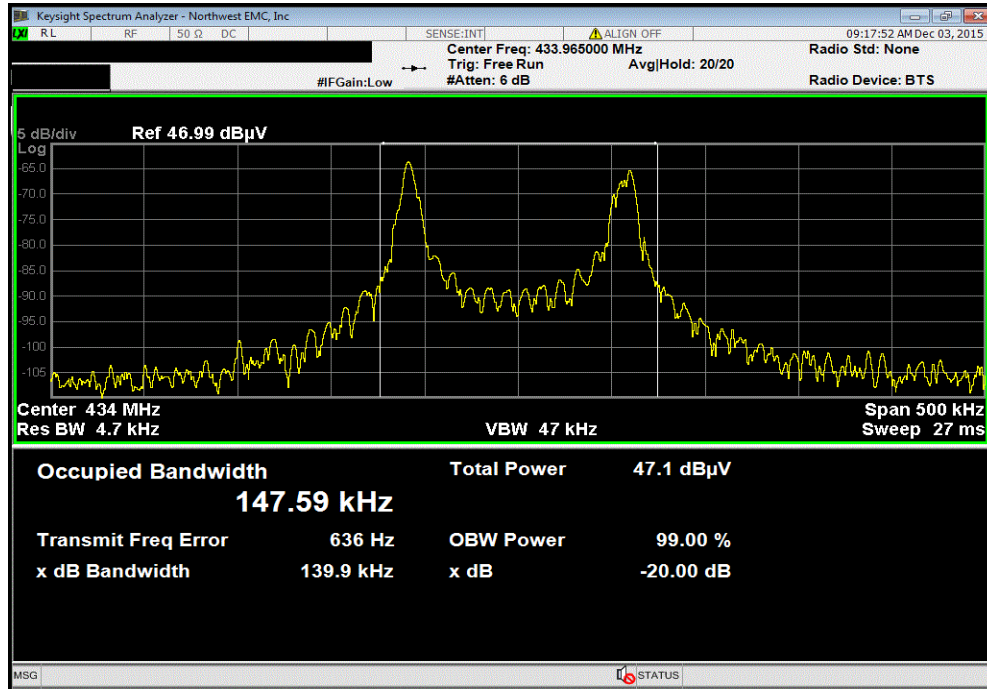 Keysight Spectrum Analyzer - Northwest EMC, Inc
LXI RL RF 50 Ω DC SENSE:INT ALIGN OFF 09:17:52 AM Dec 03, 2015
Center Freq: 433.965000 MHz Radio Std: None
Trig: Free Run Avg|Hold: 20/20
#IFGain:Low #Atten: 6 dB Radio Device: BTS
5 dB/div Ref 46.99 dBµV
Log
-65.0
-70.0
-75.0
-80.0
-85.0
-90.0
-95.0
-100
-105
Center 434 MHz Span 500 kHz
Res BW 4.7 kHz VBW 47 kHz Sweep 27 ms
Occupied Bandwidth Total Power 47.1 dBµV
147.59 kHz
Transmit Freq Error 636 Hz OBW Power 99.00 %
x dB Bandwidth 139.9 kHz x dB -20.00 dB
MSG STATUS